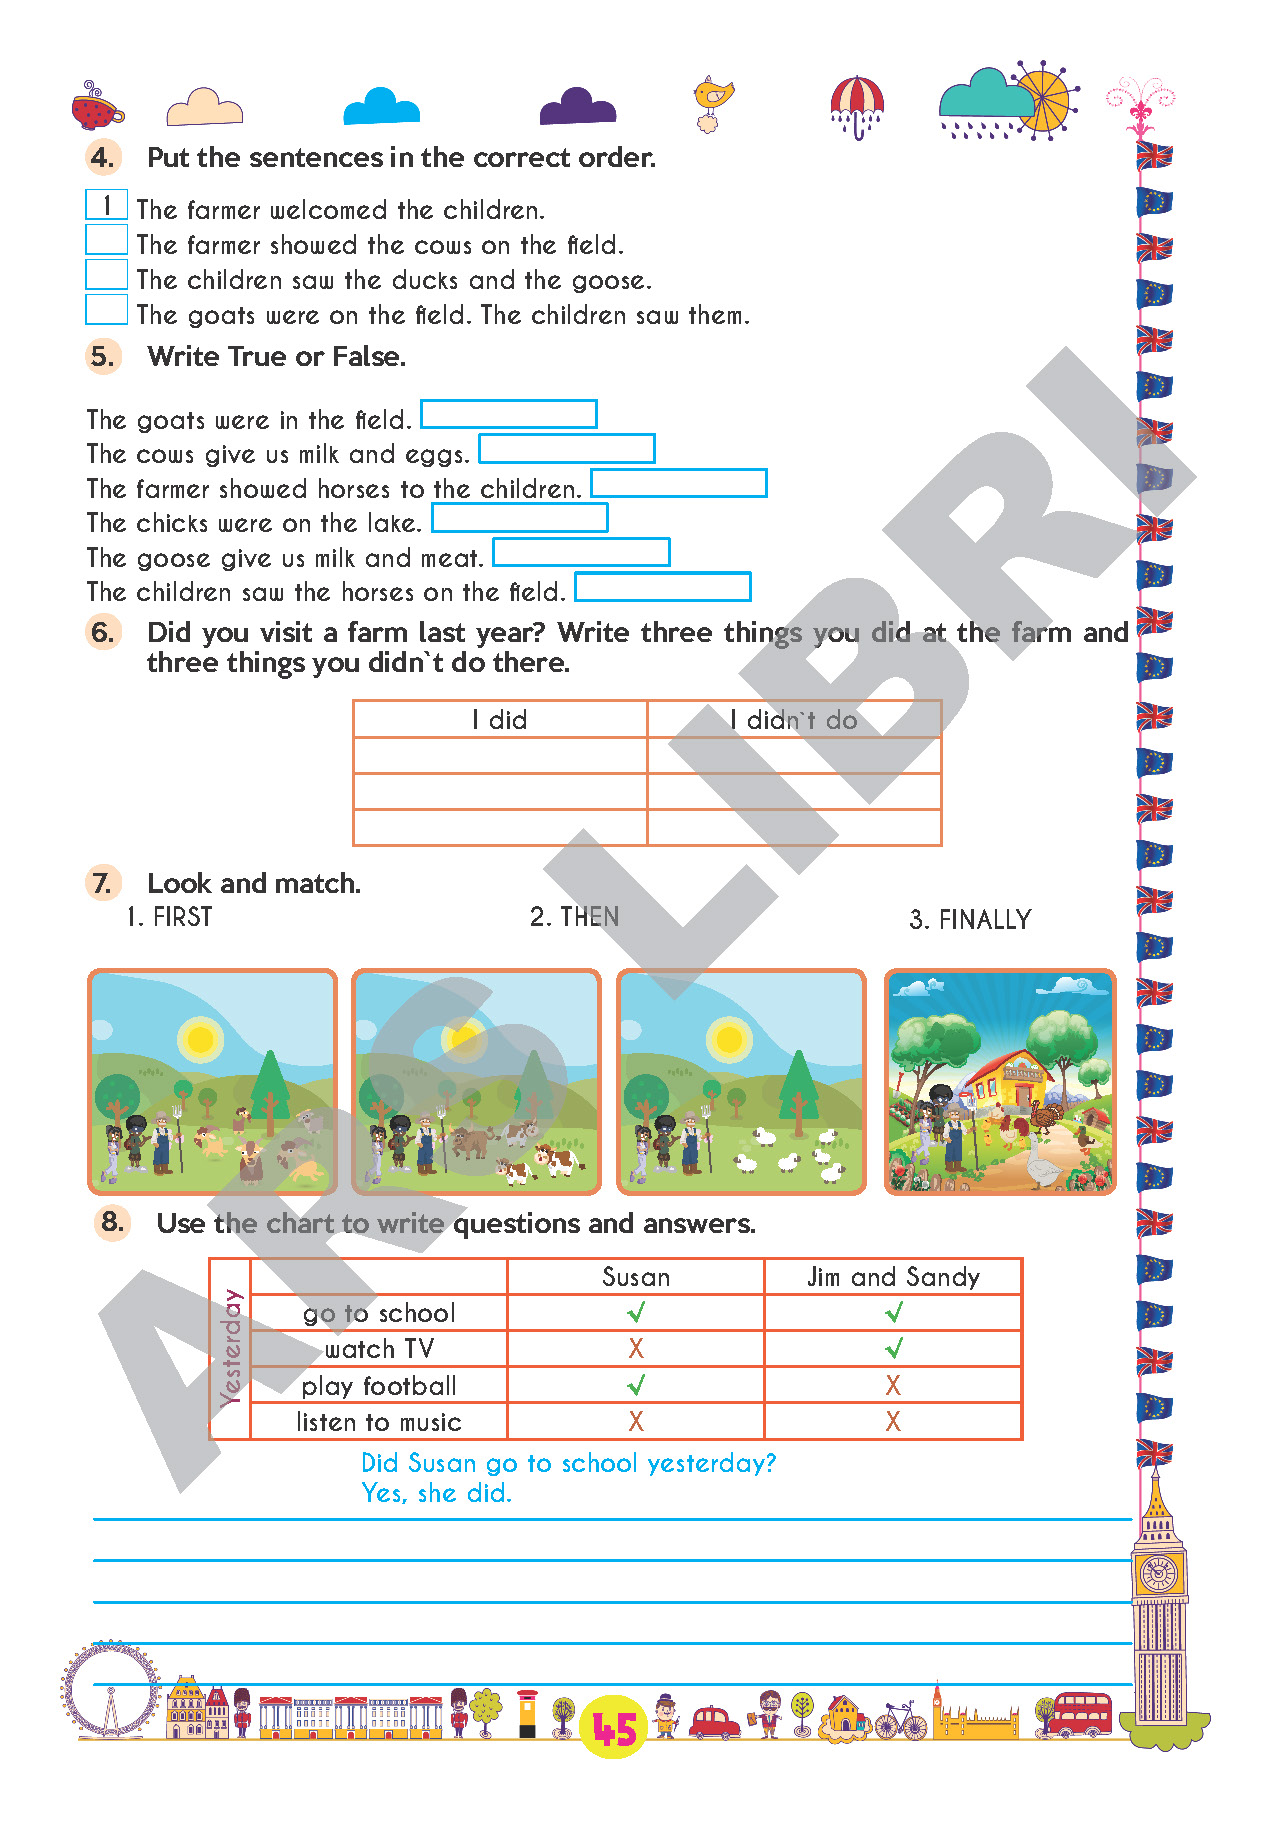 4. Put the sentences in the correct order.
1 The farmer welcomed the children.
The farmer showed the cows on the field.
The children saw the ducks and the goose.
The goats were on the field. The children saw them.
5. Write True or False.
The goats were in the field.
The cows give us milk and eggs.
The farmer showed horses to the children.
The chicks were on the lake.
The goose give us milk and meat.
The children saw the horses on the field.
6. Did you visit a farm last year? Write three things you did at the farm and
three things you didn`t do there.
I did I didn`t do
7. Look and match.
1. FIRST 2. THEN 3. FINALLY
8. Use the chart to write questions and answers.
Yesterday
Susan Jim and Sandy
go to school √ √
watch TV X √
play football √ X
listen to music X X
Did Susan go to school yesterday?
Yes, she did.
45
ARS LIBRI